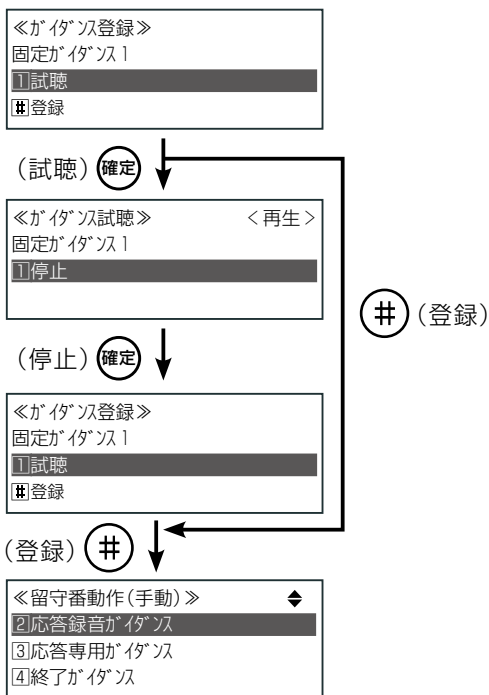 ≪ｶﾞｲﾀﾞﾝｽ登録≫
固定ｶﾞｲﾀﾞﾝｽ1
1試聴
#登録
(試聴) 確定
≪ｶﾞｲﾀﾞﾝｽ試聴≫ <再生>
固定ｶﾞｲﾀﾞﾝｽ1
1停止
# (登録)
(停止) 確定
≪ｶﾞｲﾀﾞﾝｽ登録≫
固定ｶﾞｲﾀﾞﾝｽ1
1試聴
#登録
(登録) #
≪留守番動作(手動)≫
2応答録音ｶﾞｲﾀﾞﾝｽ
3応答専用ｶﾞｲﾀﾞﾝｽ
4終了ｶﾞｲﾀﾞﾝｽ